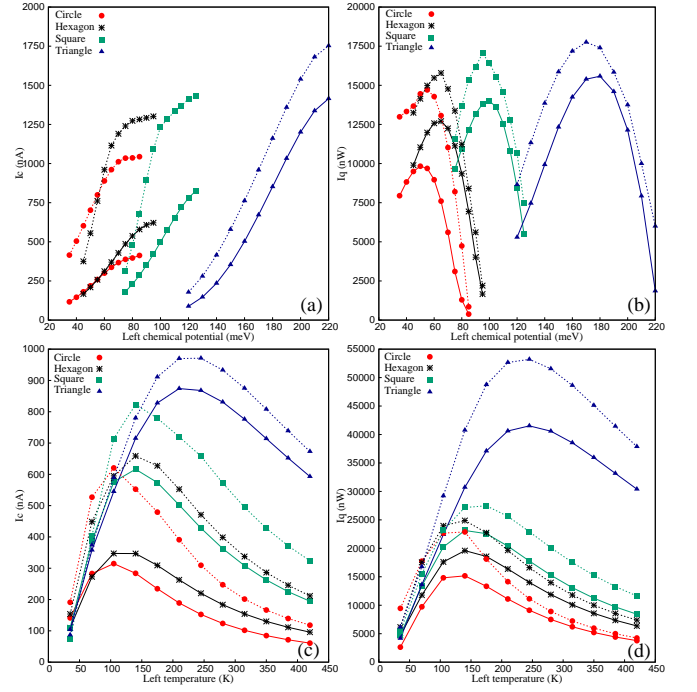 2000
1750
1500
1250
1000
750
500
250
0
Ic (nA)
Circle
Hexagon
Square
Triangle
(a)
20 40 60 80 100 120 140 160 180 200 220
Left chemical potential (meV)
20000
17500
15000
12500
10000
7500
5000
2500
0
Iq (nW)
Circle
Hexagon
Square
Triangle
(b)
20 40 60 80 100 120 140 160 180 200 220
Left chemical potential (meV)
1000
900
800
700
600
500
400
300
200
100
0
Ic (nA)
Circle
Hexagon
Square
Triangle
(c)
0 50 100 150 200 250 300 350 400 450
Left temperature (K)
55000
50000
45000
40000
35000
30000
25000
20000
15000
10000
5000
0
Iq (nW)
Circle
Hexagon
Square
Triangle
(d)
0 50 100 150 200 250 300 350 400 450
Left temperature (K)